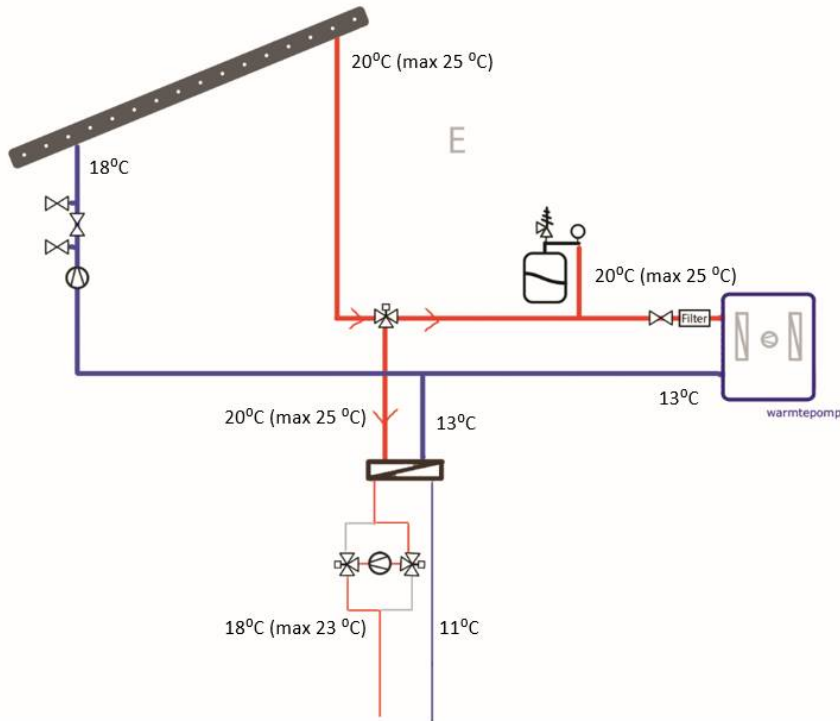 20⁰C (max 25 ⁰C)
E
18⁰C
20⁰C (max 25 ⁰C)
Filter
13⁰C
warmtepomp
20⁰C (max 25 ⁰C)
13⁰C
18⁰C (max 23 ⁰C)
11⁰C